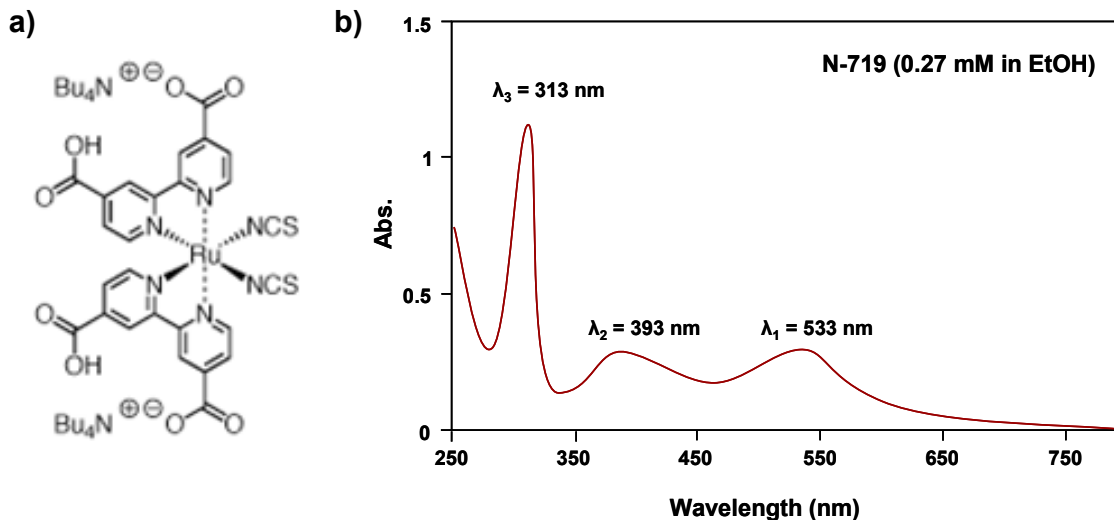 a)
Bu4N ⊕ ⊖
O
O
OH
O
N
N
NCS
Ru
NCS
N
N
O
OH
O
O
Bu4N ⊕ ⊖
b)
1.5
N-719 (0.27 mM in EtOH)
λ3 = 313 nm
1
Abs.
0.5
λ2 = 393 nm
λ1 = 533 nm
0
250
350
450
550
650
750
Wavelength (nm)